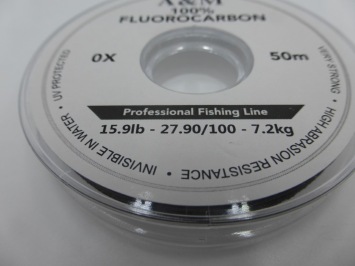 A&M
100%
FLUOROCARBON
0X
50m
Professional Fishing Line
15.9lb - 27.90/100 - 7.2kg
UV PROTECTED • INVISIBLE IN WATER • HIGH ABRASION RESISTANCE • STRONG